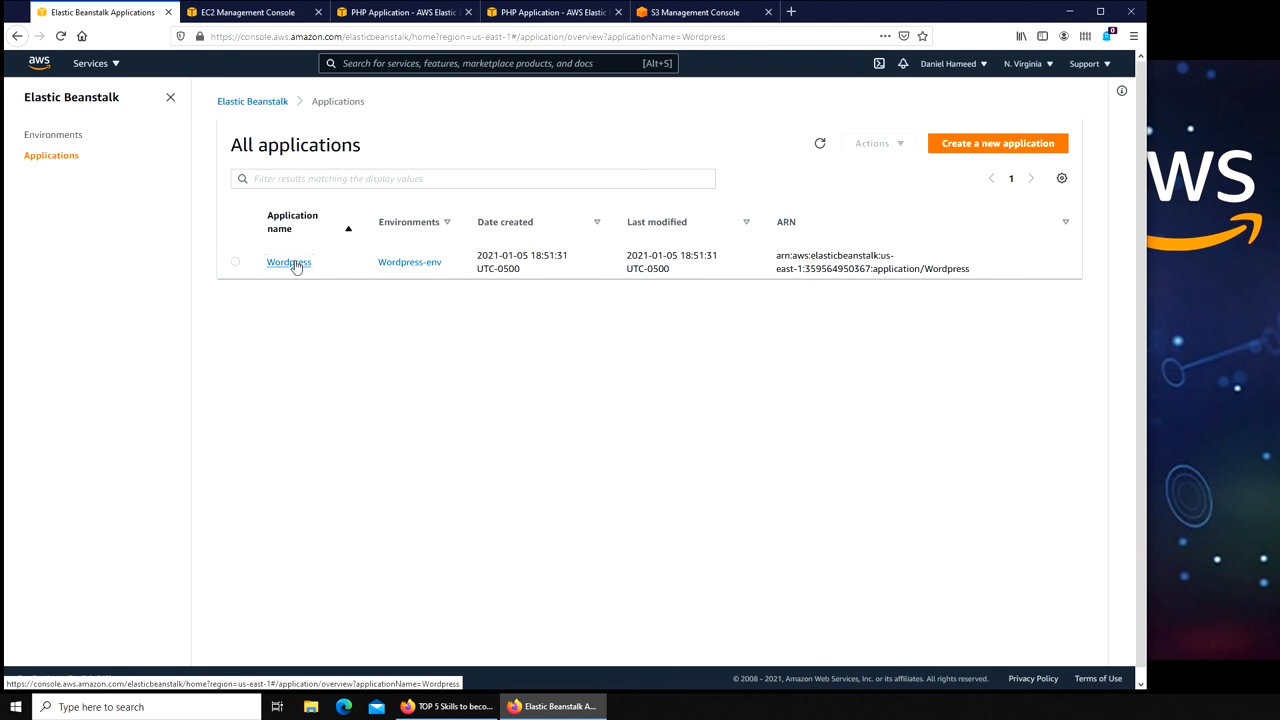 Elastic Beanstalk Applications
EC2 Management Console
PHP Application - AWS Elastic
PHP Application - AWS Elastic
S3 Management Console
https://console.aws.amazon.com/elasticbeanstalk/home?region=us-east-1#/application/overview?applicationName=Wordpress
0
aws
Services
Search for services, features, marketplace products, and docs
[Alt+S]
Daniel Hameed
N. Virginia
Support
Elastic Beanstalk
Environments
Applications
Elastic Beanstalk
Applications
All applications
Actions
Create a new application
Filter results matching the display values
1
Application
name
Environments
Date created
Last modified
ARN
Wordpress
Wordpress-env
2021-01-05 18:51:31
UTC-0500
2021-01-05 18:51:31
UTC-0500
arn:aws:elasticbeanstalk:us-
east-1:359564950367:application/Wordpress
AWS
© 2008 - 2021, Amazon Web Services, Inc. or its affiliates. All rights reserved.
Privacy Policy
Terms of Use
https://console.aws.amazon.com/elasticbeanstalk/home?region=us-east-1#/application/overview?applicationName=Wordpress
Type here to search
TOP 5 Skills to beco...
Elastic Beanstalk A...